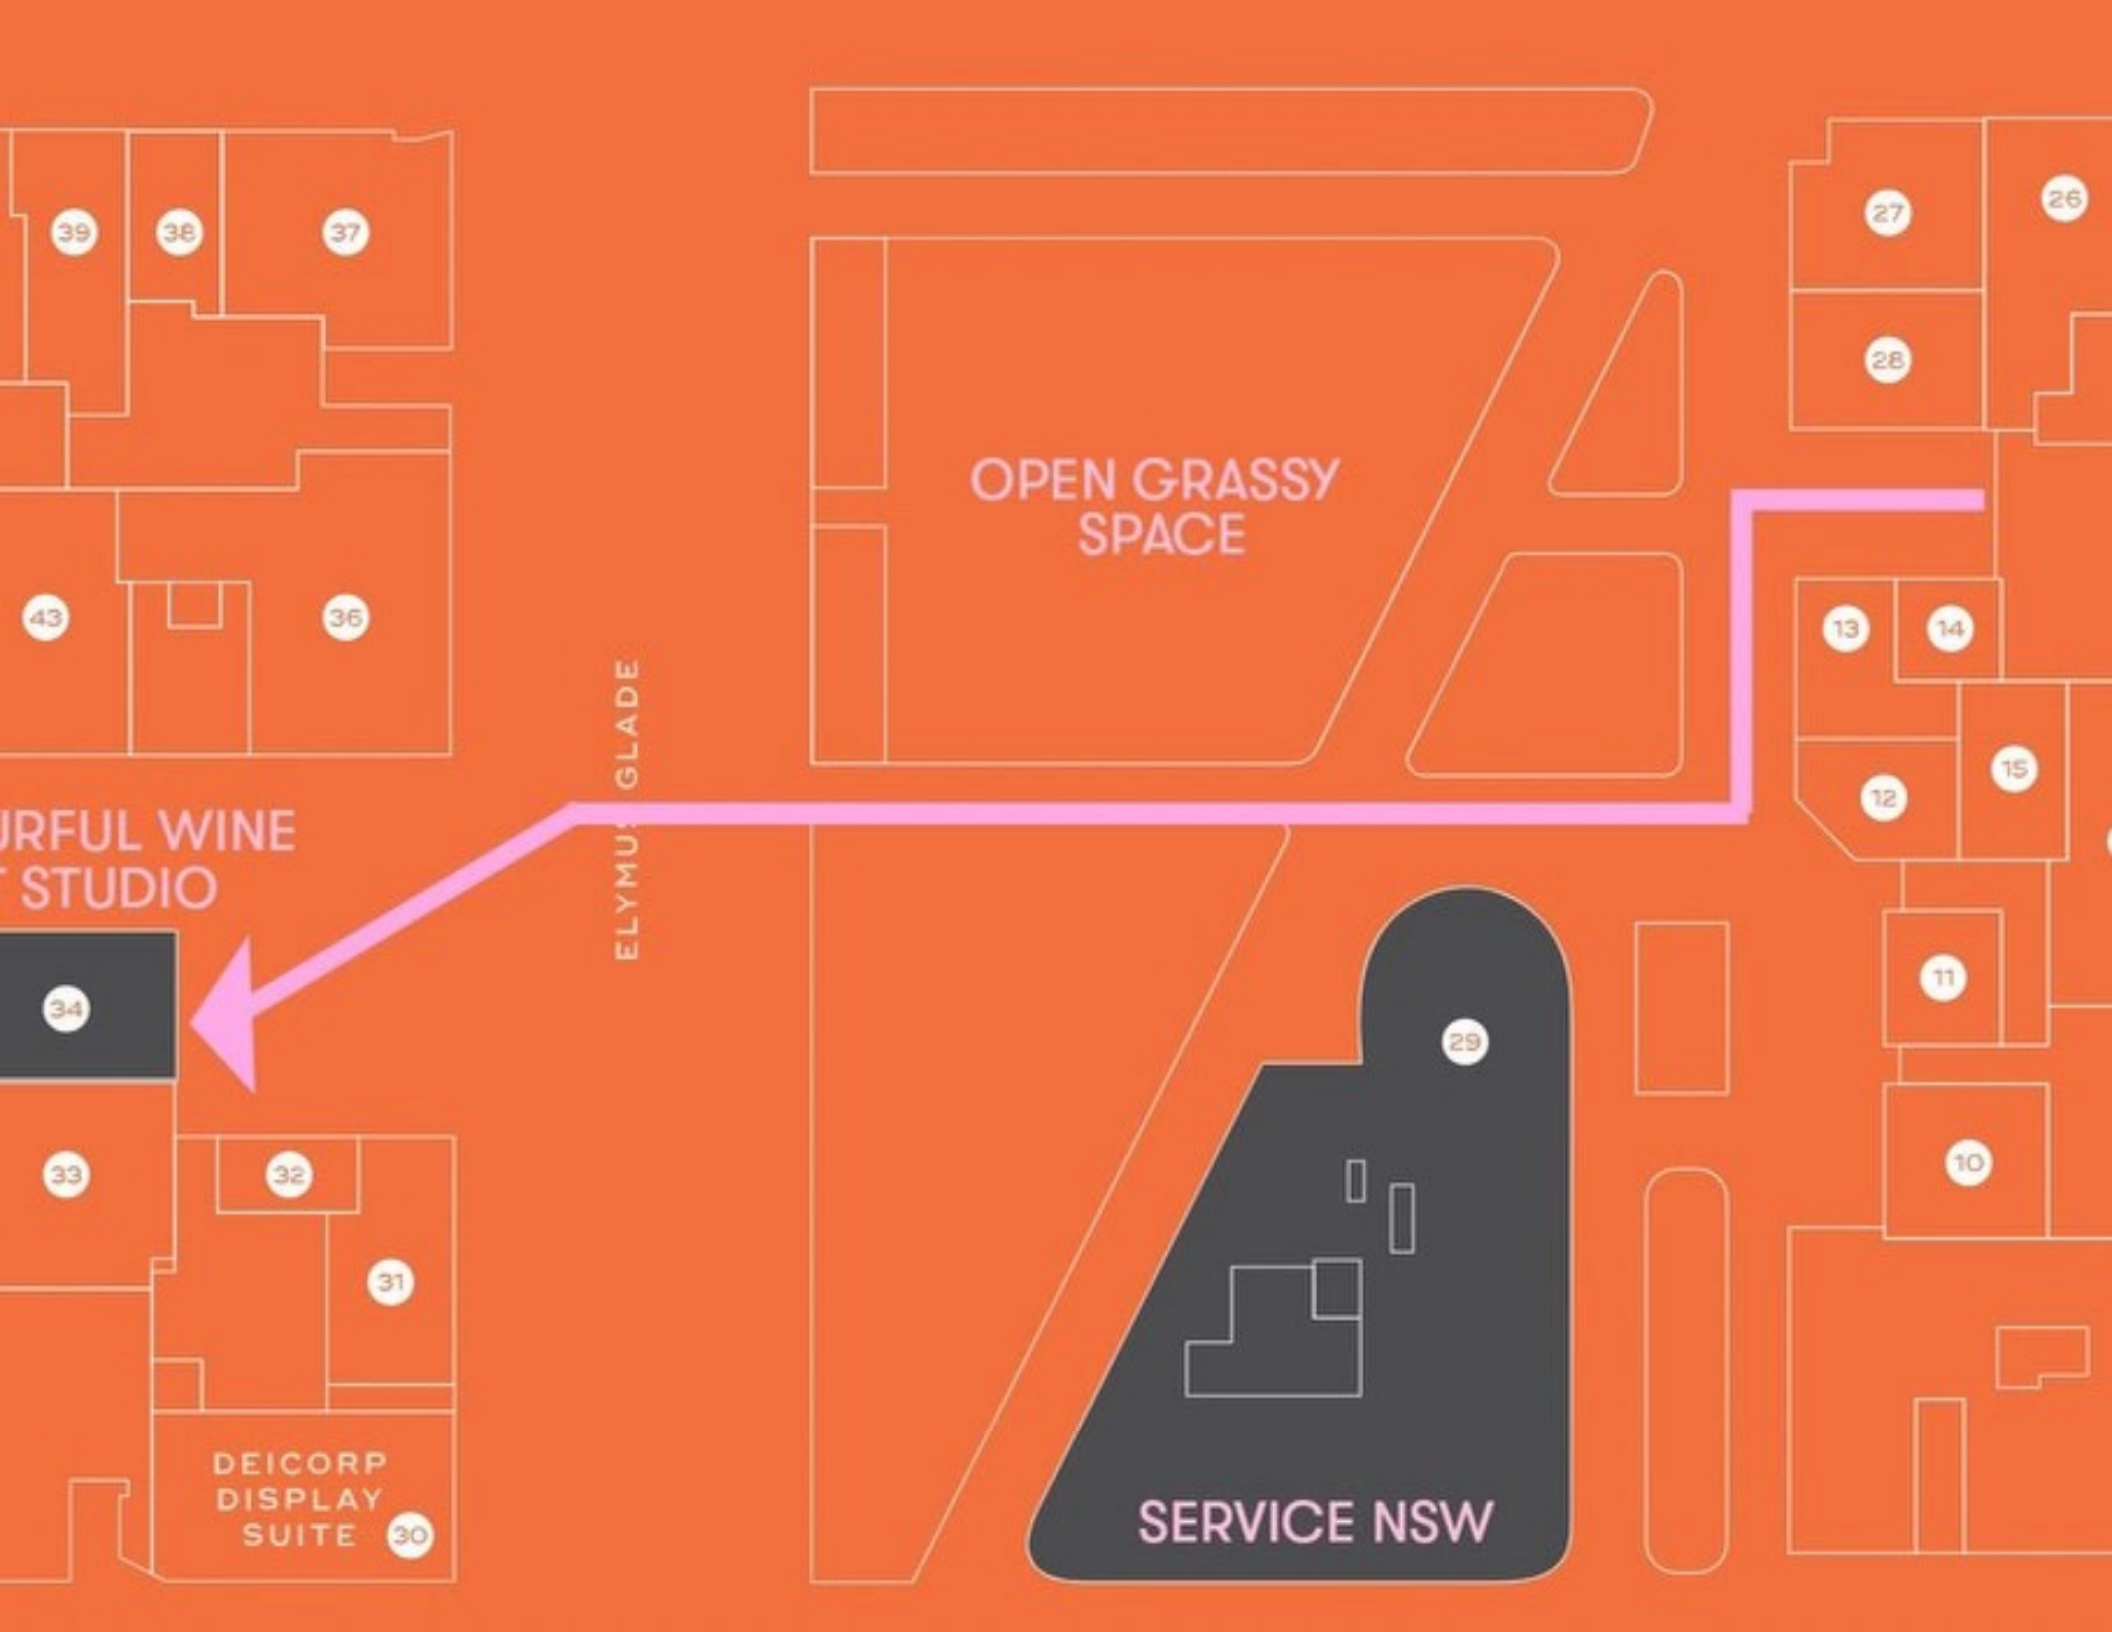 39
38
37
27
26
28
OPEN GRASSY
SPACE
43
36
13
14
ELYMUS GLADE
15
12
URFUL WINE
T STUDIO
34
11
29
33
32
10
31
DEICORP
DISPLAY
SUITE 30
SERVICE NSW